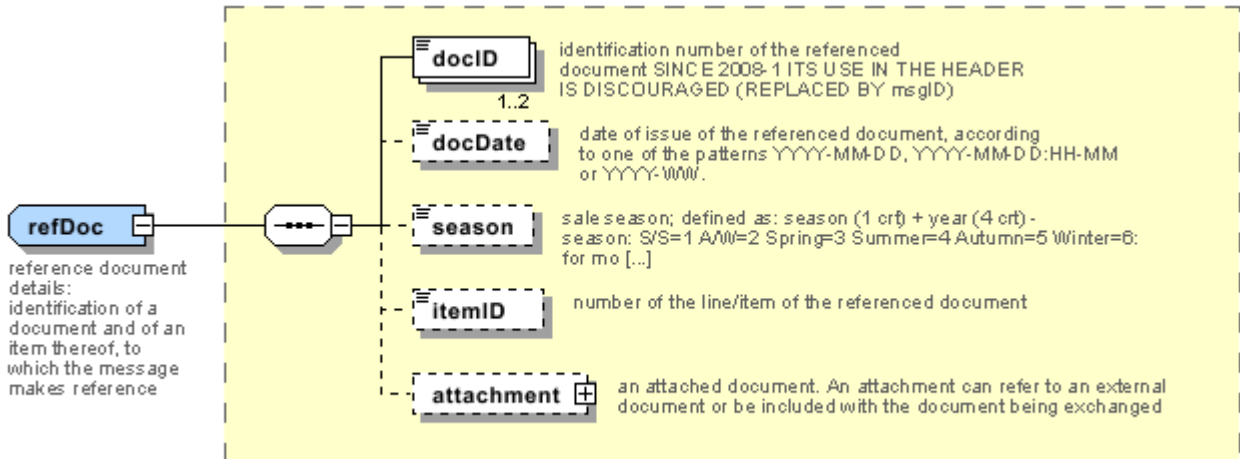 docID
1..2
identification number of the referenced
document SINCE 2008-1 ITS USE IN THE HEADER
IS DISCOURAGED (REPLACED BY msgID)
docDate
date of issue of the referenced document, according
to one of the patterns YYYY-MM-DD, YYYY-MM-DD:HH-MM
or YYYY-WW.
refDoc
reference document
details:
identification of a
document and of an
item thereof, to
which the message
makes reference
season
sale season; defined as: season (1 crt) + year (4 crt) -
season: S/S=1 A/W=2 Spring=3 Summer=4 Autumn=5 Winter=6:
for mo [...]
itemID
number of the line/item of the referenced document
attachment
an attached document. An attachment can refer to an external
document or be included with the document being exchanged